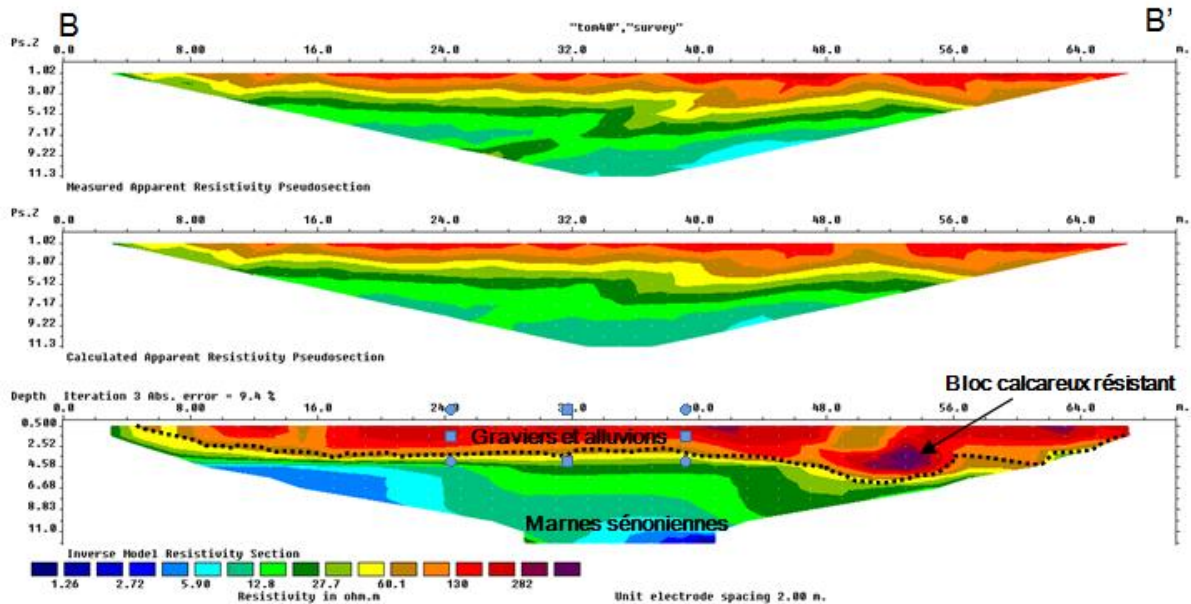 B B'
"tom40","survey"
Ps.Z 0.0 8.00 16.0 24.0 32.0 40.0 48.0 56.0 64.0 m.
1.02
3.07
5.12
7.17
9.22
11.3
Measured Apparent Resistivity Pseudosection
Ps.Z 0.0 8.00 16.0 24.0 32.0 40.0 48.0 56.0 64.0 m.
1.02
3.07
5.12
7.17
9.22
11.3
Calculated Apparent Resistivity Pseudosection
Bloc calcareux résistant
Depth Iteration 3 Abs. error = 9.4 %
0.0 8.00 16.0 24.0 32.0 40.0 48.0 56.0 64.0 m.
0.500
Graviers et alluvions
2.52
4.58
6.68
8.83
Marnes sénoniennes
11.0
Inverse Model Resistivity Section
1.26 2.72 5.90 12.8 27.7 60.1 130 282
Resistivity in ohm.m Unit electrode spacing 2.00 m.